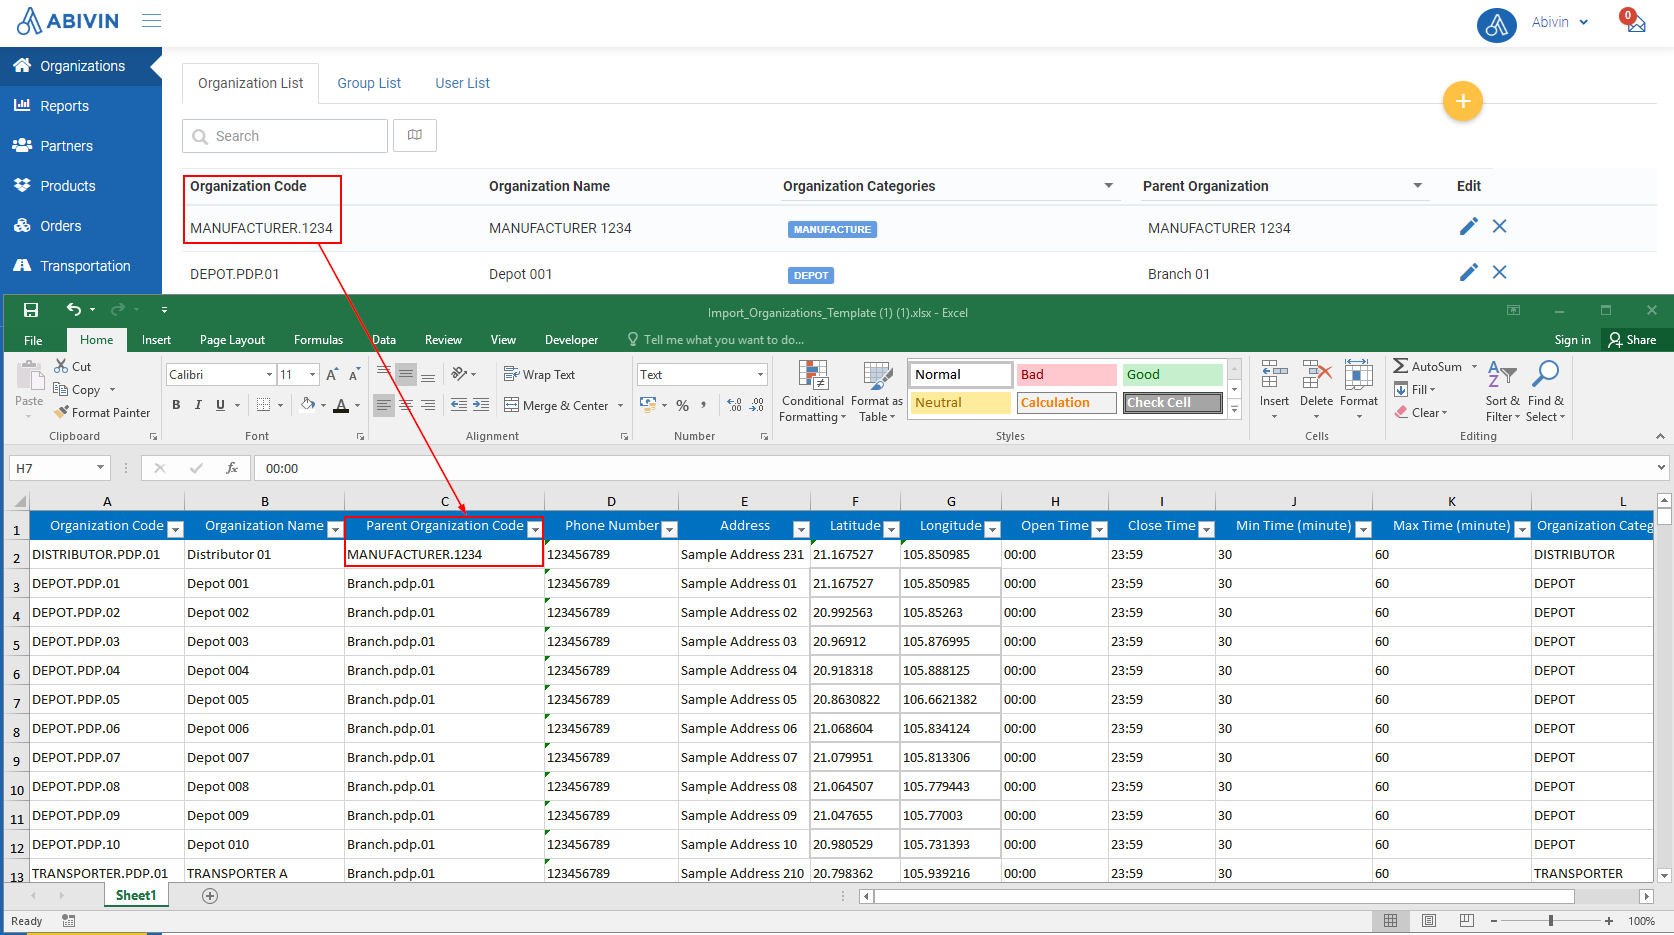 ABIVIN
Abivin
0
Organizations
Reports
Partners
Products
Orders
Transportation
Organization List Group List User List
+
Search
Organization Code Organization Name Organization Categories Parent Organization Edit
MANUFACTURER.1234 MANUFACTURER 1234 MANUFACTURE MANUFACTURER 1234
DEPOT.PDP.01 Depot 001 DEPOT Branch 01
Import_Organizations_Template (1) (1).xlsx - Excel
File Home Insert Page Layout Formulas Data Review View Developer Tell me what you want to do... Sign in Share
Paste
Cut
Copy
Format Painter
Clipboard
Calibri 11
B I U A
Font
Wrap Text
Merge & Center
Alignment
Text
% ,
Number
Conditional Formatting
Format as Table
Normal Bad Good
Neutral Calculation Check Cell
Styles
Insert Delete Format
Cells
AutoSum
Fill
Clear
Sort & Filter
Find & Select
Editing
H7 fx 00:00
A B C D E F G H I J K L
1 Organization Code Organization Name Parent Organization Code Phone Number Address Latitude Longitude Open Time Close Time Min Time (minute) Max Time (minute) Organization Categ
2 DISTRIBUTOR.PDP.01 Distributor 01 MANUFACTURER.1234 123456789 Sample Address 231 21.167527 105.850985 00:00 23:59 30 60 DISTRIBUTOR
3 DEPOT.PDP.01 Depot 001 Branch.pdp.01 123456789 Sample Address 01 21.167527 105.850985 00:00 23:59 30 60 DEPOT
4 DEPOT.PDP.02 Depot 002 Branch.pdp.01 123456789 Sample Address 02 20.992563 105.85263 00:00 23:59 30 60 DEPOT
5 DEPOT.PDP.03 Depot 003 Branch.pdp.01 123456789 Sample Address 03 20.96912 105.876995 00:00 23:59 30 60 DEPOT
6 DEPOT.PDP.04 Depot 004 Branch.pdp.01 123456789 Sample Address 04 20.918318 105.888125 00:00 23:59 30 60 DEPOT
7 DEPOT.PDP.05 Depot 005 Branch.pdp.01 123456789 Sample Address 05 20.8630822 106.6621382 00:00 23:59 30 60 DEPOT
8 DEPOT.PDP.06 Depot 006 Branch.pdp.01 123456789 Sample Address 06 21.068604 105.834124 00:00 23:59 30 60 DEPOT
9 DEPOT.PDP.07 Depot 007 Branch.pdp.01 123456789 Sample Address 07 21.079951 105.813306 00:00 23:59 30 60 DEPOT
10 DEPOT.PDP.08 Depot 008 Branch.pdp.01 123456789 Sample Address 08 21.064507 105.779443 00:00 23:59 30 60 DEPOT
11 DEPOT.PDP.09 Depot 009 Branch.pdp.01 123456789 Sample Address 09 21.047655 105.77003 00:00 23:59 30 60 DEPOT
12 DEPOT.PDP.10 Depot 010 Branch.pdp.01 123456789 Sample Address 10 20.980529 105.731393 00:00 23:59 30 60 DEPOT
13 TRANSPORTER.PDP.01 TRANSPORTER A Branch.pdp.01 123456789 Sample Address 210 20.798362 105.939216 00:00 23:59 30 60 TRANSPORTER
Sheet1
Ready 100%